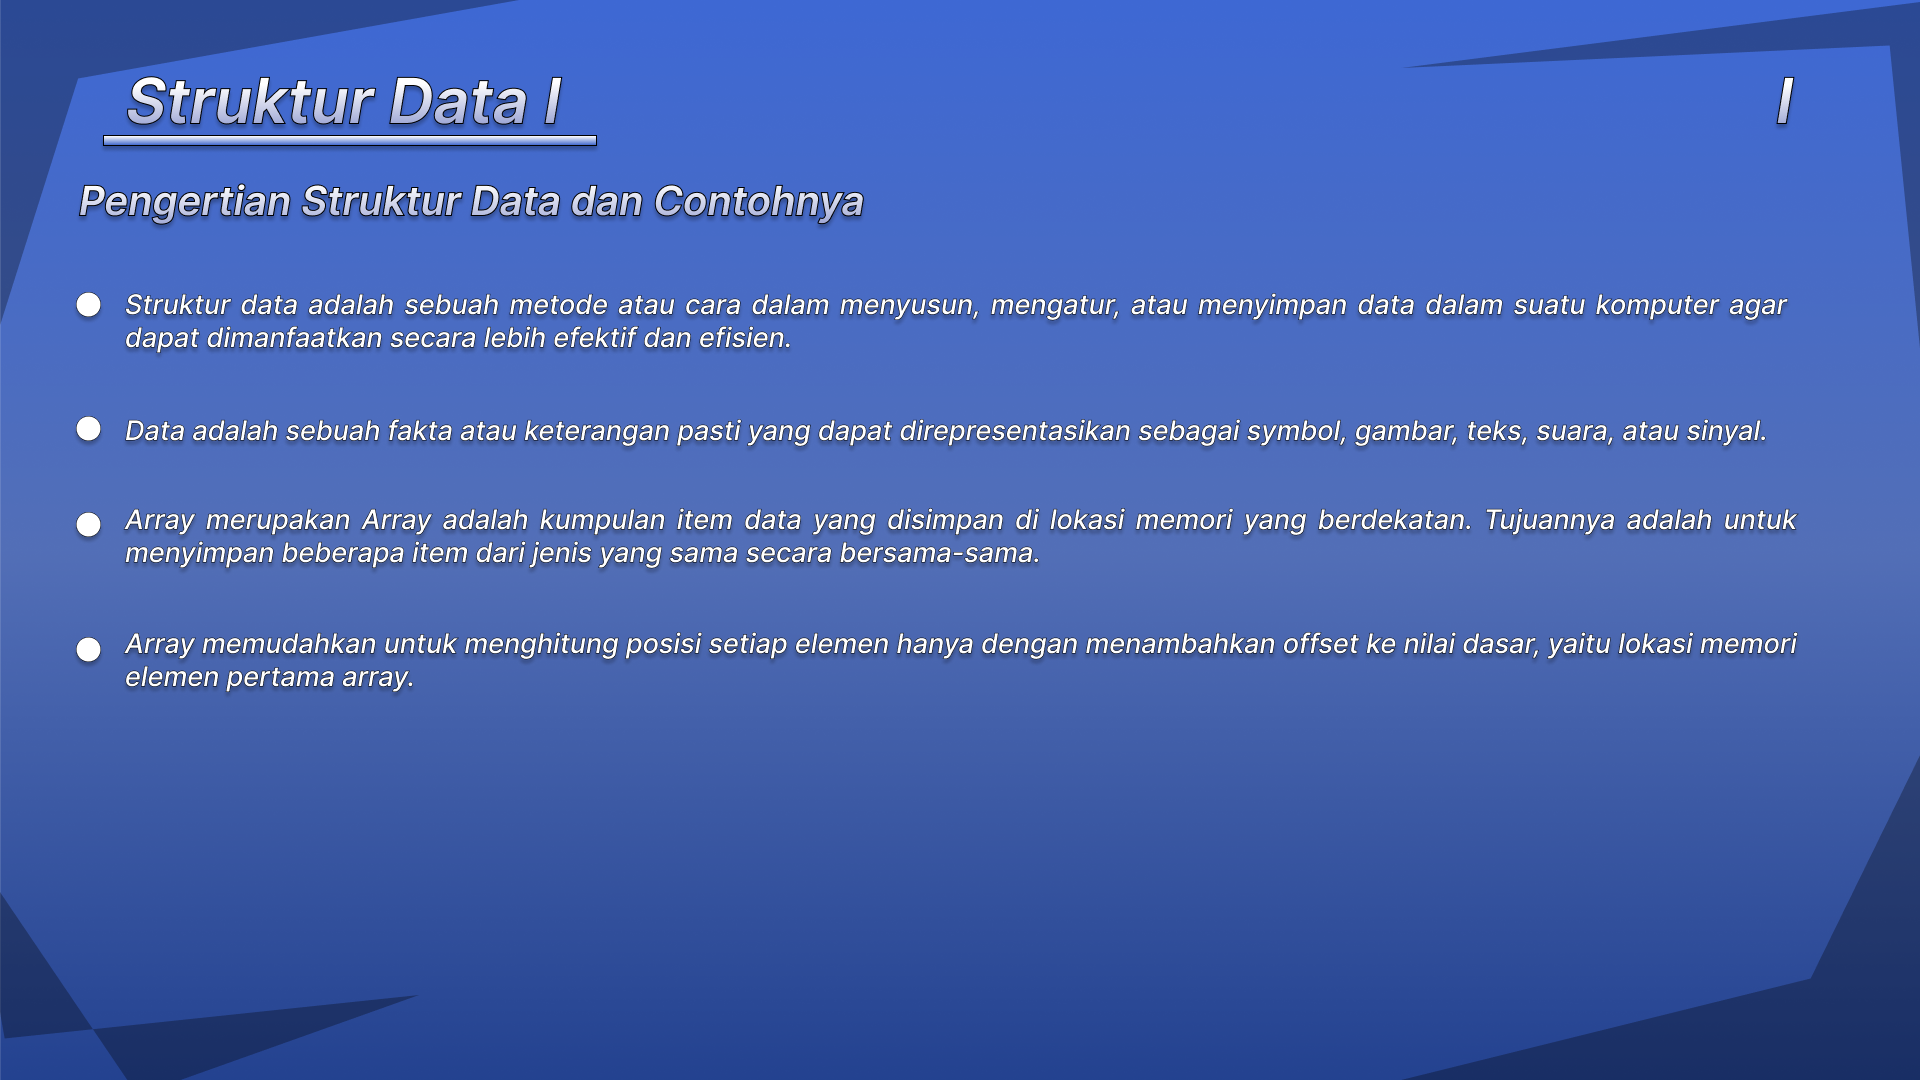 Struktur Data I
I
Pengertian Struktur Data dan Contohnya
Struktur data adalah sebuah metode atau cara dalam menyusun, mengatur, atau menyimpan data dalam suatu komputer agar
dapat dimanfaatkan secara lebih efektif dan efisien.
Data adalah sebuah fakta atau keterangan pasti yang dapat direpresentasikan sebagai symbol, gambar, teks, suara, atau sinyal.
Array merupakan Array adalah kumpulan item data yang disimpan di lokasi memori yang berdekatan. Tujuannya adalah untuk
menyimpan beberapa item dari jenis yang sama secara bersama-sama.
Array memudahkan untuk menghitung posisi setiap elemen hanya dengan menambahkan offset ke nilai dasar, yaitu lokasi memori
elemen pertama array.